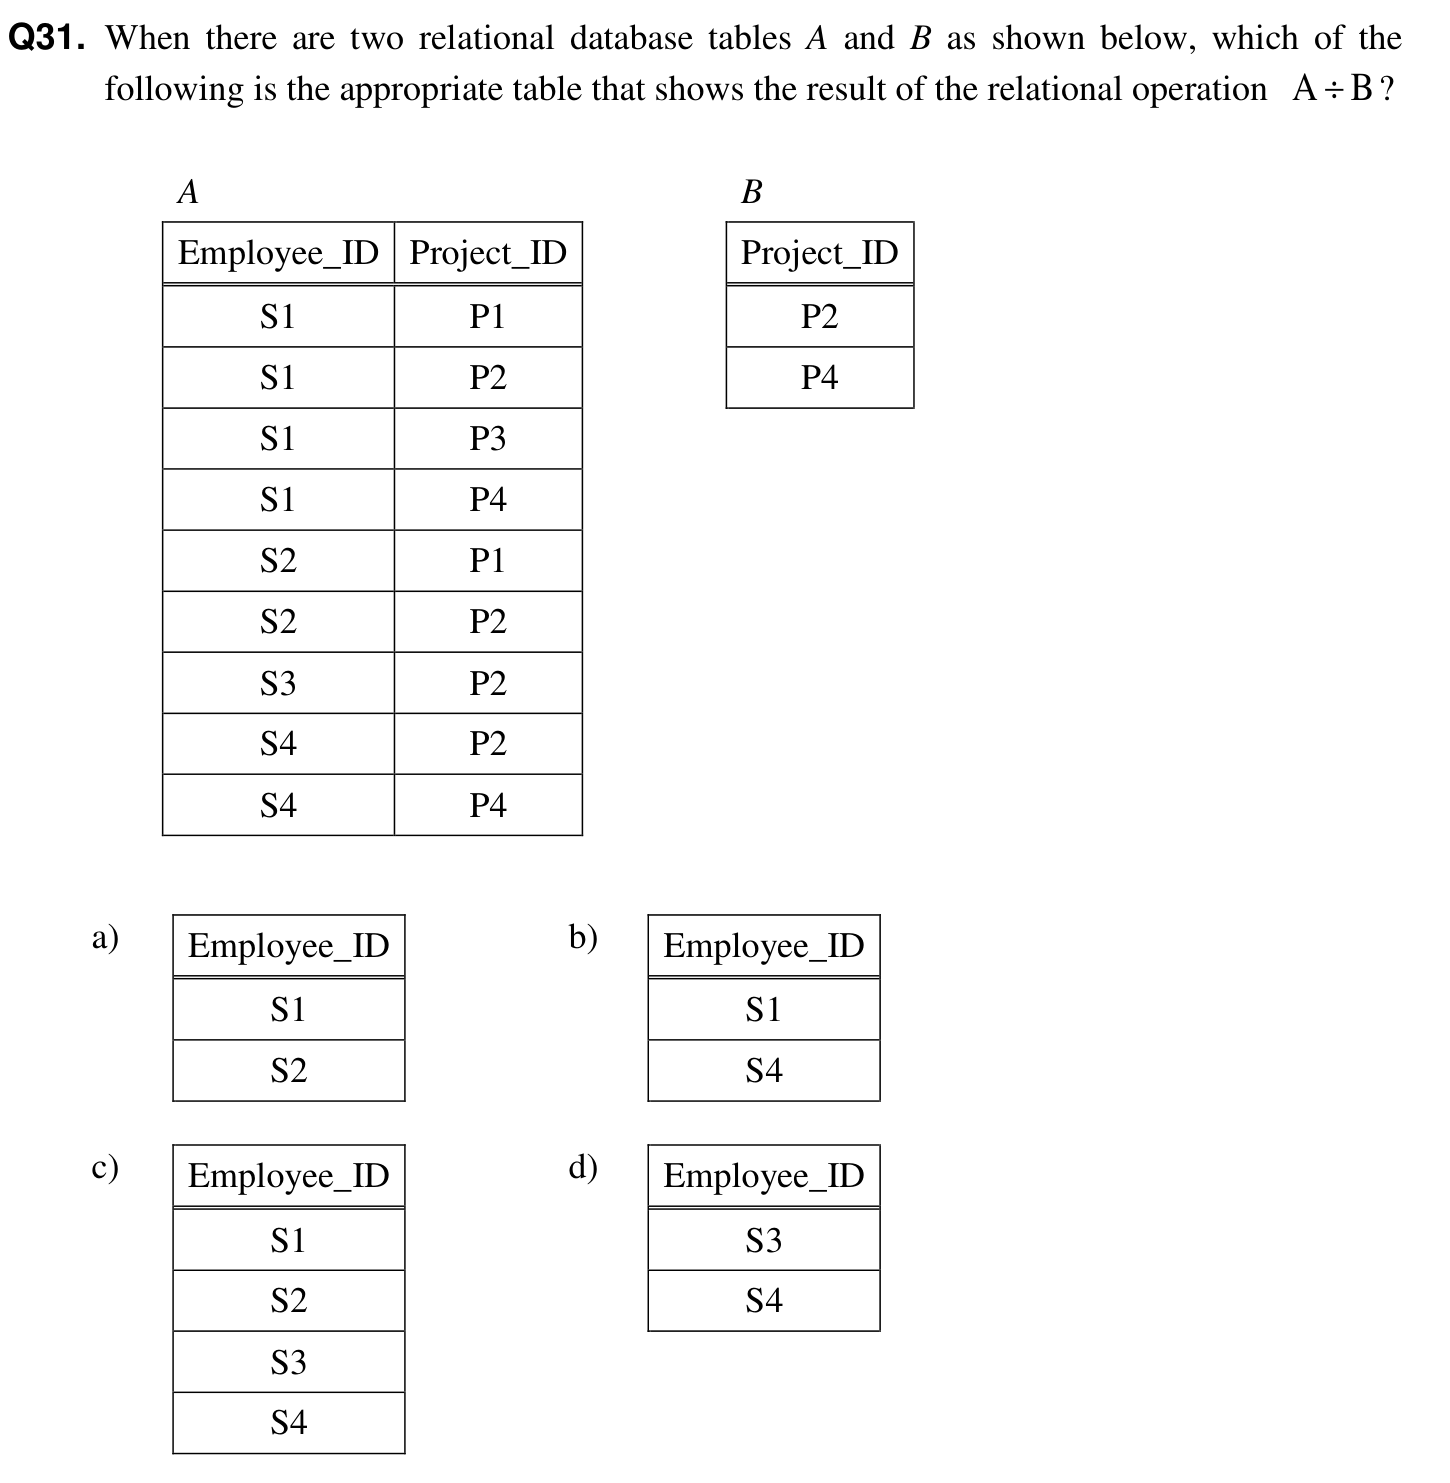 Q31. When there are two relational database tables A and B as shown below, which of the
following is the appropriate table that shows the result of the relational operation A ÷ B ?
A
Employee_ID Project_ID
S1 P1
S1 P2
S1 P3
S1 P4
S2 P1
S2 P2
S3 P2
S4 P2
S4 P4
B
Project_ID
P2
P4
a)
Employee_ID
S1
S2
b)
Employee_ID
S1
S4
c)
Employee_ID
S1
S2
S3
S4
d)
Employee_ID
S3
S4